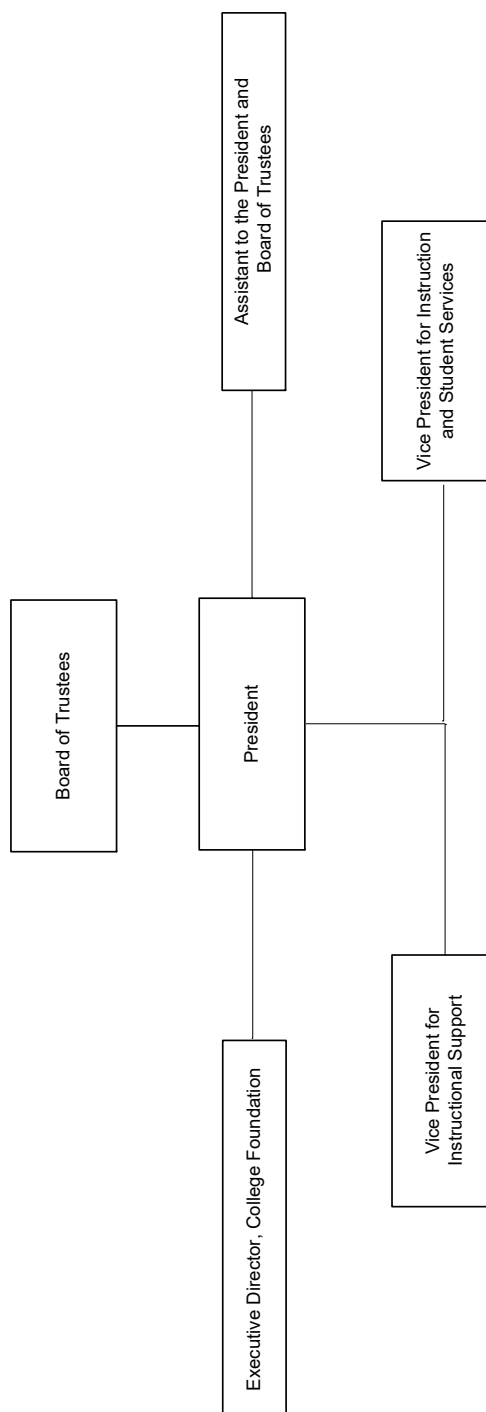 Board of Trustees
Executive Director, College Foundation
President
Assistant to the President and
Board of Trustees
Vice President for
Instructional Support
Vice President for Instruction
and Student Services